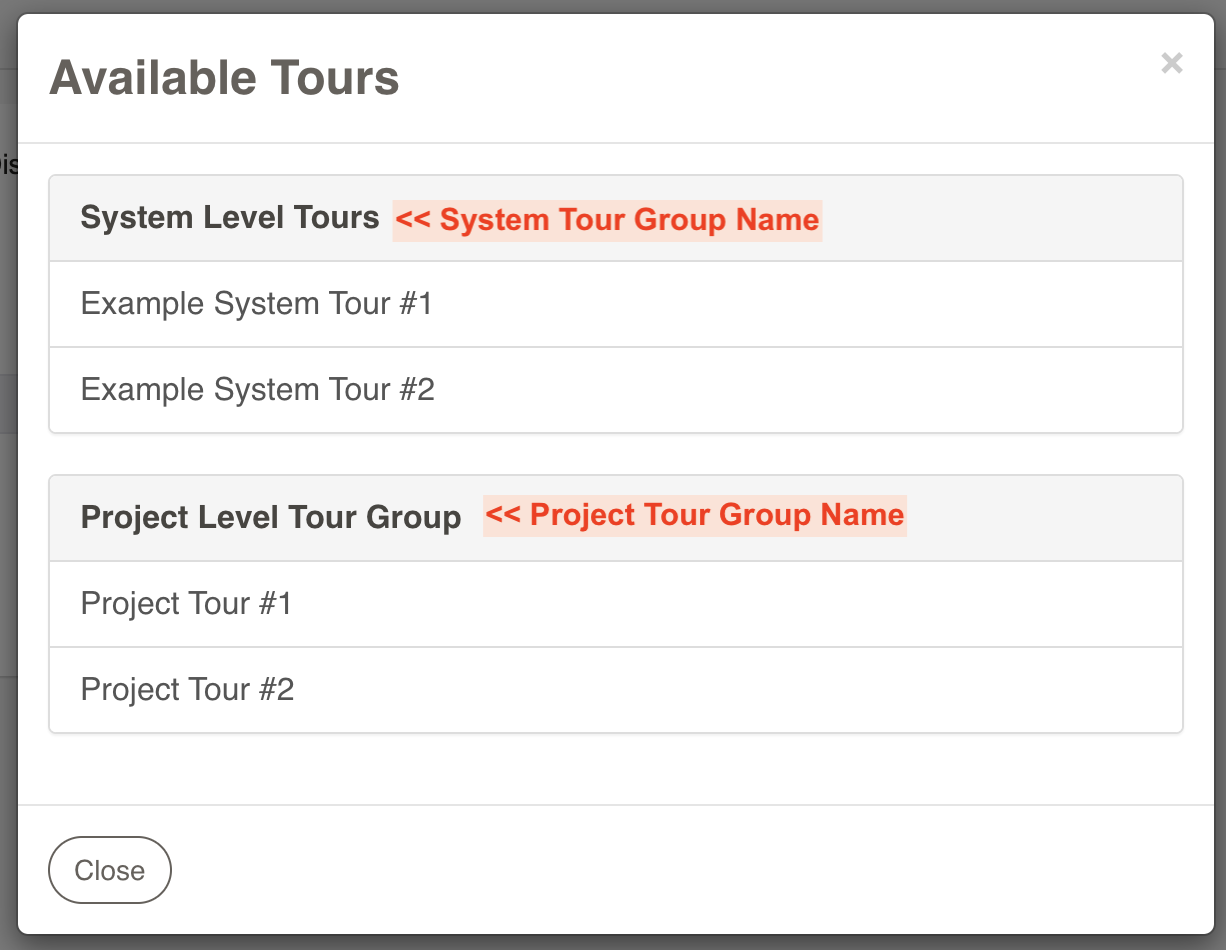 Available Tours
×
System Level Tours << System Tour Group Name
Example System Tour #1
Example System Tour #2
Project Level Tour Group << Project Tour Group Name
Project Tour #1
Project Tour #2
Close